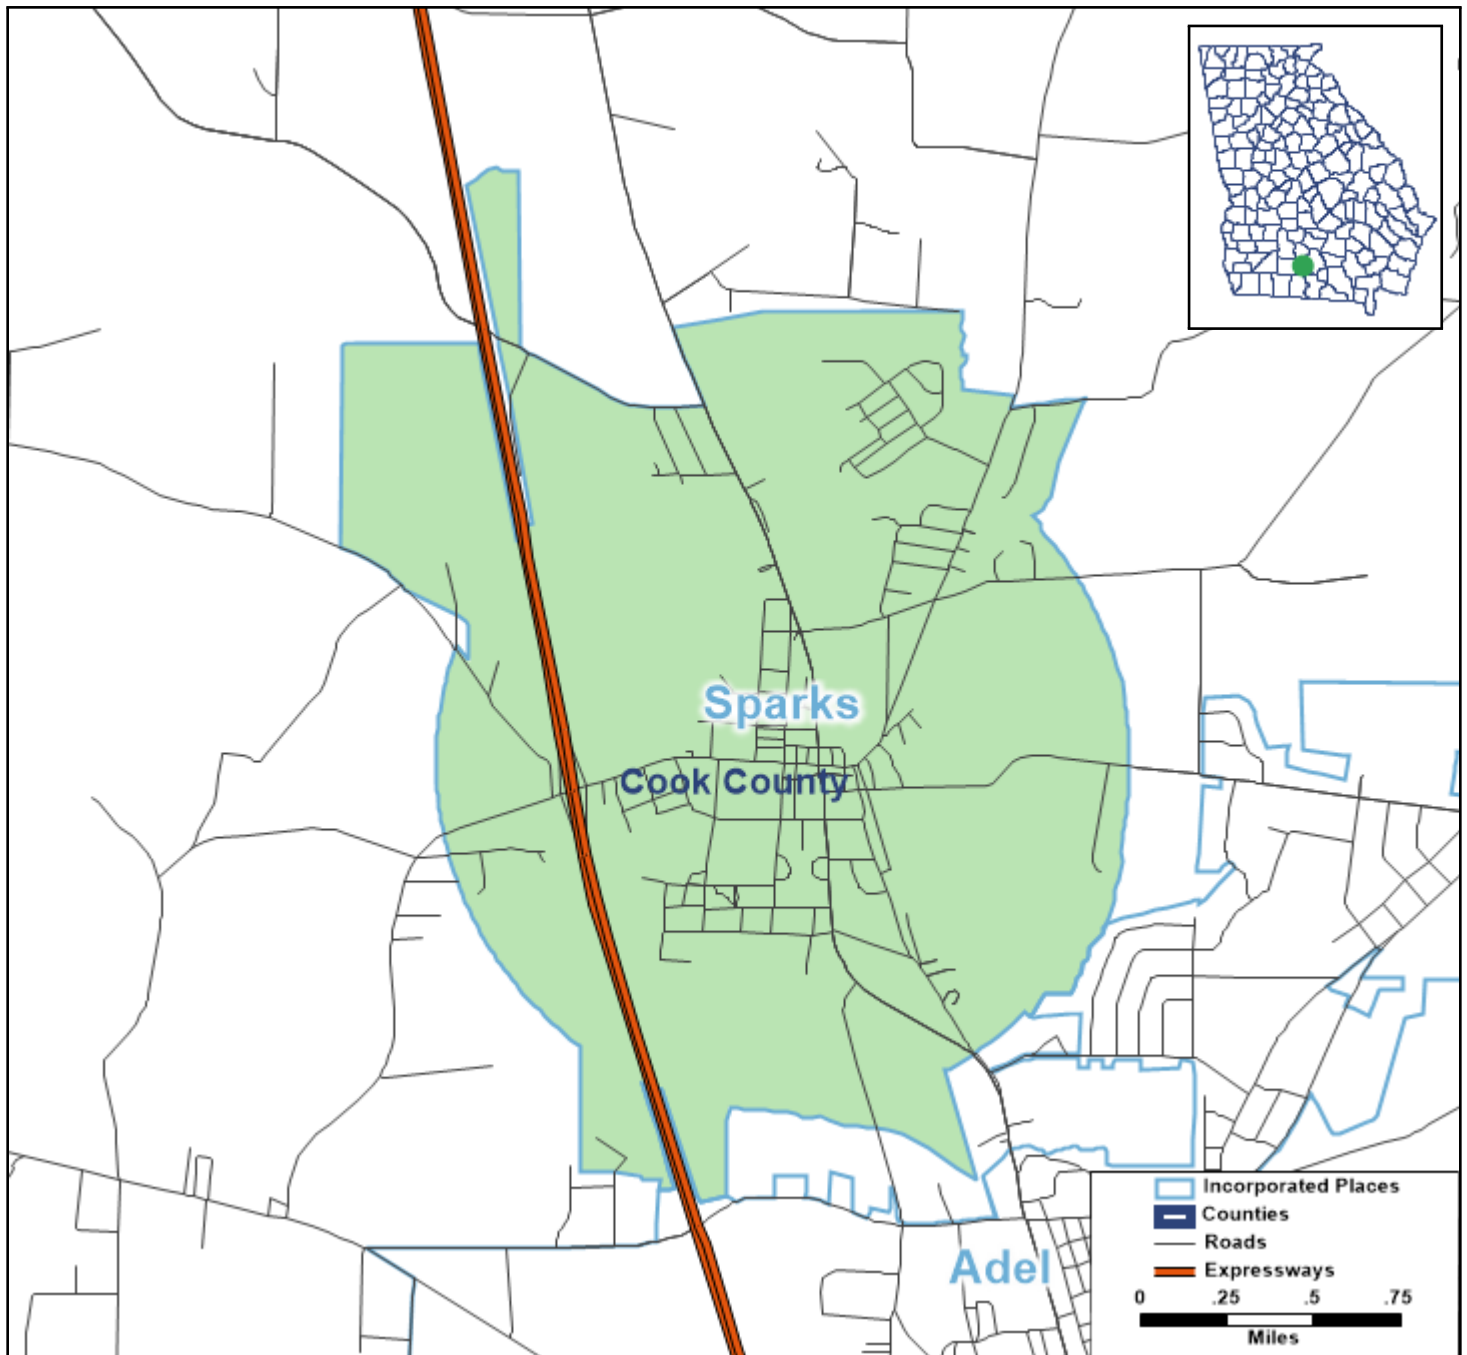 Sparks
Cook County
Adel
Incorporated Places
Counties
Roads
Expressways
0 .25 .5 .75
Miles